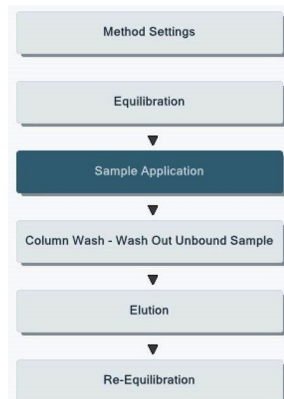 Method Settings
Equilibration
Sample Application
Column Wash - Wash Out Unbound Sample
Elution
Re-Equilibration